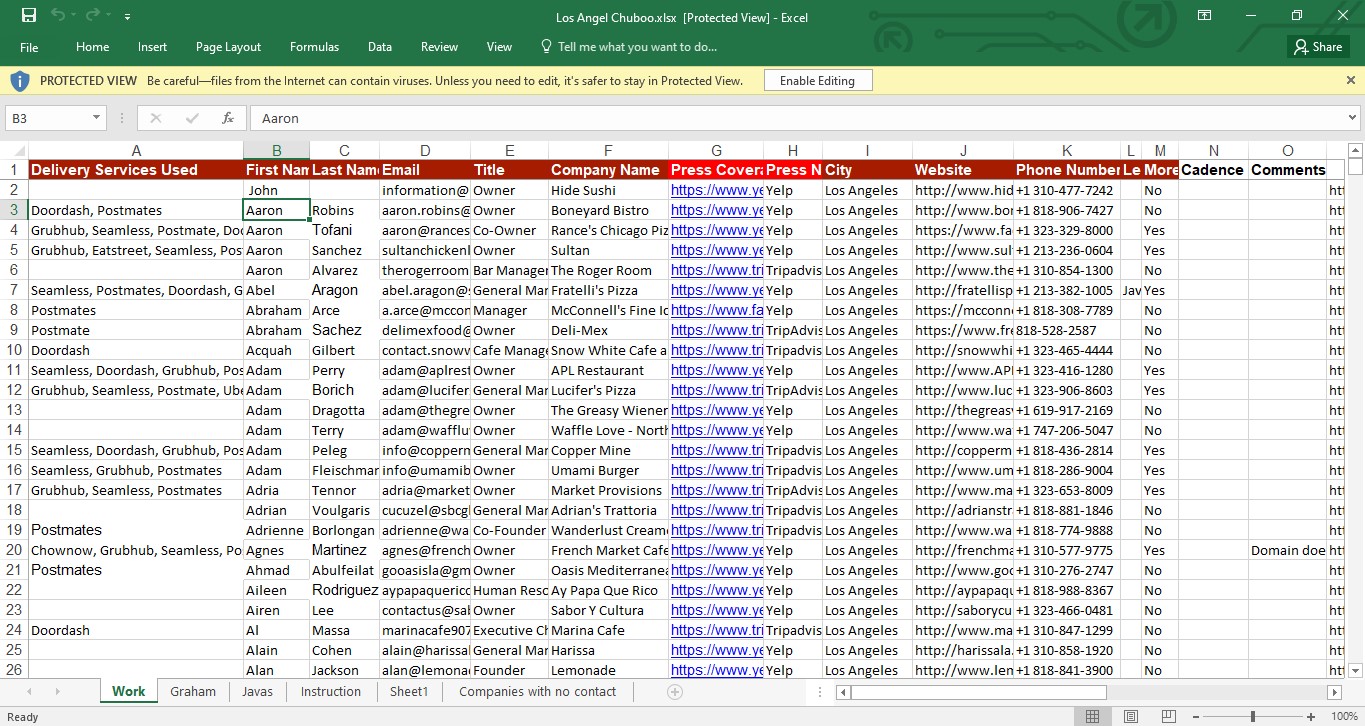 Los Angel Chuboo.xlsx [Protected View] - Excel
File Home Insert Page Layout Formulas Data Review View Tell me what you want to do... Share
PROTECTED VIEW Be careful—files from the Internet can contain viruses. Unless you need to edit, it's safer to stay in Protected View. Enable Editing
B3 fx Aaron
A B C D E F G H I J K L M N O
1 Delivery Services Used First Nan Last Nam Email Title Company Name Press Covera Press N City Website Phone Number Le More Cadence Comments
2 John information@ Owner Hide Sushi https://www.ye Yelp Los Angeles http://www.hid +1 310-477-7242 No htt
3 Doordash, Postmates Aaron Robins aaron.robins@ Owner Boneyard Bistro https://www.ye Yelp Los Angeles http://www.bon +1 818-906-7427 No htt
4 Grubhub, Seamless, Postmate, Doo Aaron Tofani aaron@rances Co-Owner Rance's Chicago Piz https://www.ye Yelp Los Angeles https://www.fa +1 323-329-8000 Yes htt
5 Grubhub, Eatstreet, Seamless, Pos Aaron Sanchez sultanchickenl Owner Sultan https://www.ye Yelp Los Angeles http://www.sul +1 213-236-0604 Yes htt
6 Aaron Alvarez therogerroom Bar Manager The Roger Room https://www.tri Tripadvis Los Angeles http://www.the +1 310-854-1300 No htt
7 Seamless, Postmates, Doordash, G Abel Aragon abel.aragon@ General Mar Fratelli's Pizza https://www.ye Yelp Los Angeles http://fratellisp +1 213-382-1005 Jav Yes htt
8 Postmates Abraham Arce a.arce@mccon Manager McConnell's Fine Ic https://www.fa Yelp Los Angeles https://mcconn +1 818-308-7789 No htt
9 Postmate Abraham Sachez delimexfood@ Owner Deli-Mex https://www.tri TripAdvis Los Angeles https://www.fre 818-528-2587 No htt
10 Doordash Acquah Gilbert contact.snoww Cafe Manage Snow White Cafe a https://www.tri Tripadvis Los Angeles http://snowwhi +1 323-465-4444 No htt
11 Seamless, Doordash, Grubhub, Pos Adam Perry adam@aplrest Owner APL Restaurant https://www.ye Yelp Los Angeles http://www.API +1 323-416-1280 Yes htt
12 Grubhub, Seamless, Postmate, Ube Adam Borich adam@lucifer General Mar Lucifer's Pizza https://www.tri TripAdvis Los Angeles http://www.luc +1 323-906-8603 Yes htt
13 Adam Dragotta adam@thegre Owner The Greasy Wiener https://www.ye Yelp Los Angeles http://thegreas +1 619-917-2169 No htt
14 Adam Terry adam@wafflu Owner Waffle Love - North https://www.ye Yelp Los Angeles http://www.wa +1 747-206-5047 No htt
15 Seamless, Doordash, Grubhub, Pos Adam Peleg info@coppern General Mar Copper Mine https://www.tri Tripadvis Los Angeles http://copperm +1 818-436-2814 Yes htt
16 Seamless, Grubhub, Postmates Adam Fleischmar info@umamib Owner Umami Burger https://www.tri Tripadvis Los Angeles http://www.um +1 818-286-9004 Yes htt
17 Grubhub, Seamless, Postmates Adria Tennor adria@market Owner Market Provisions https://www.tri TripAdvis Los Angeles http://www.ma +1 323-653-8009 Yes htt
18 Adrian Voulgaris cucuzel@sbcgl General Mar Adrian's Trattoria https://www.tri Tripadvis Los Angeles http://adrianstr +1 818-881-1846 No htt
19 Postmates Adrienne Borlongan adrienne@wa Co-Founder Wanderlust Cream https://www.tri Tripadvis Los Angeles http://www.wa +1 818-774-9888 No htt
20 Chownow, Grubhub, Seamless, Po Agnes Martinez agnes@french Owner French Market Cafe https://www.ye Yelp Los Angeles http://frenchma +1 310-577-9775 Yes Domain doe htt
21 Postmates Ahmad Abulfeilat gooasisla@gm Owner Oasis Mediterranea https://www.ye Yelp Los Angeles http://www.goo +1 310-276-2747 No htt
22 Aileen Rodriguez aypapaquerico Human Reso Ay Papa Que Rico https://www.ye Yelp Los Angeles http://aypapaqu +1 818-988-8367 No htt
23 Airen Lee contactus@sal Owner Sabor Y Cultura https://www.ye Yelp Los Angeles http://saborycu +1 323-466-0481 No htt
24 Doordash Al Massa marinacafe907 Executive Ch Marina Cafe https://www.tri Tripadvis Los Angeles http://www.ma +1 310-847-1299 No htt
25 Alain Cohen alain@harissal General Mar Harissa https://www.ye Yelp Los Angeles http://harissala +1 310-858-1920 No htt
26 Alan Jackson alan@lemona Founder Lemonade https://www.ye Yelp Los Angeles http://www.len +1 818-841-3900 No htt
Work Graham Javas Instruction Sheet1 Companies with no contact
Ready 100%